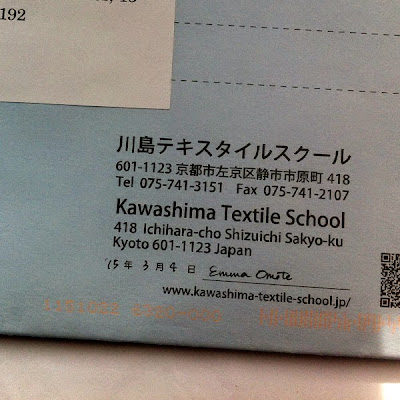 192
川島テキスタイルスクール
601-1123 京都市左京区静市市原町 418
Tel 075-741-3151 Fax 075-741-2107
Kawashima Textile School
418 Ichihara-cho Shizuichi Sakyo-ku
Kyoto 601-1123 Japan
'15年 3月4日 Emma Omote
www.kawashima-textile-school.jp/